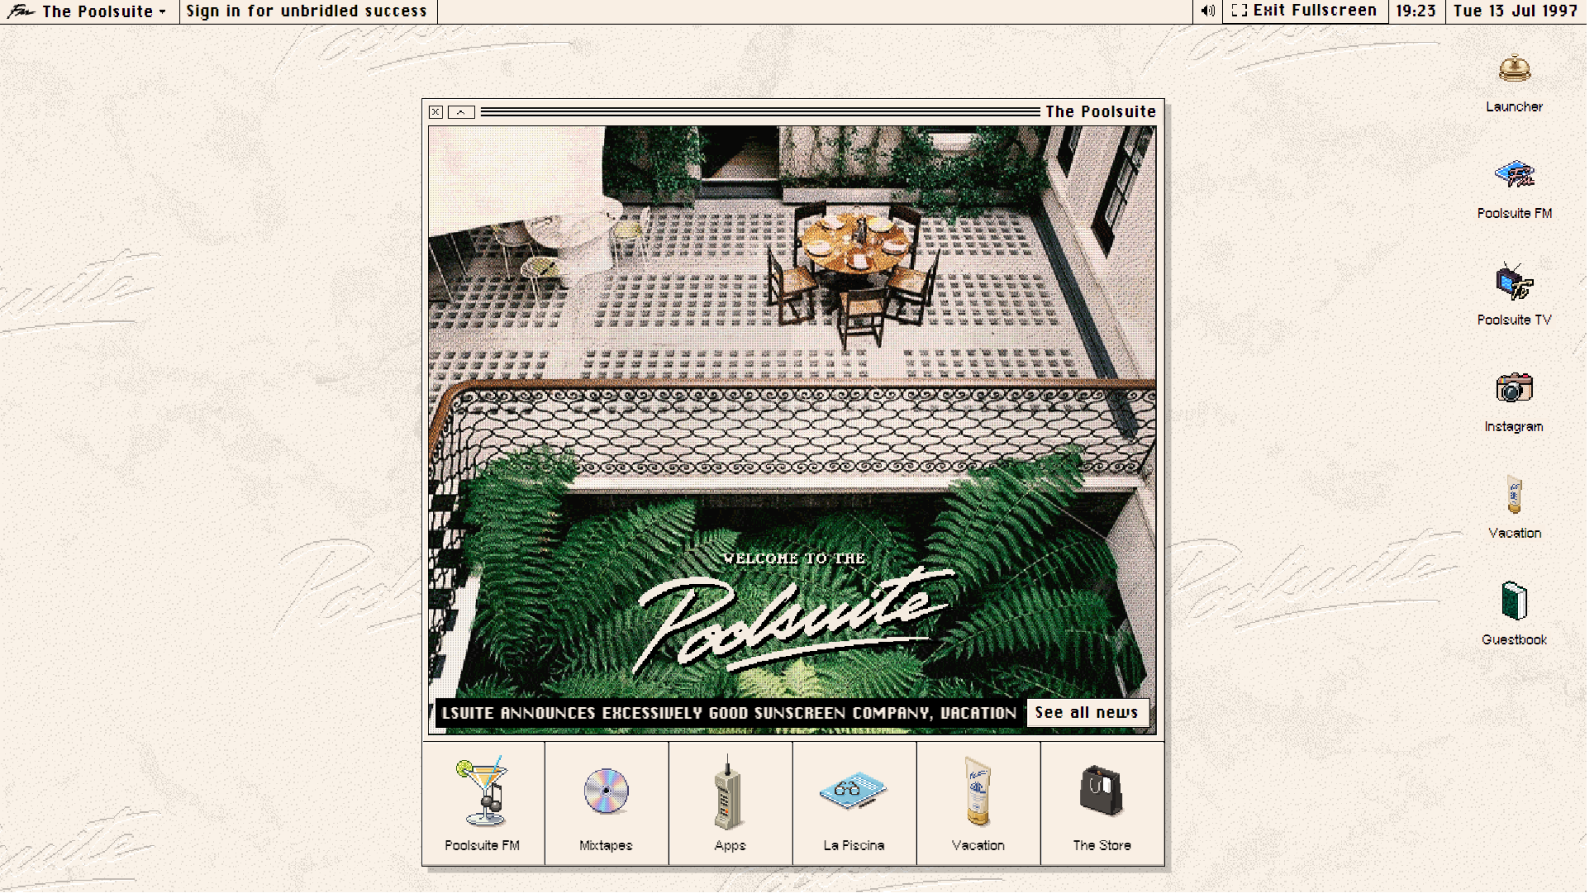 The Poolsuite
Sign in for unbridled success
Exit Fullscreen
19:23
Tue 13 Jul 1997
The Poolsuite
WELCOME TO THE
Poolsuite
LSUITE ANNOUNCES EXCESSIVELY GOOD SUNSCREEN COMPANY, VACATION
See all news
Poolsuite FM
Mixtapes
Apps
La Piscina
Vacation
The Store
Launcher
Poolsuite FM
Poolsuite TV
Instagram
Vacation
Guestbook